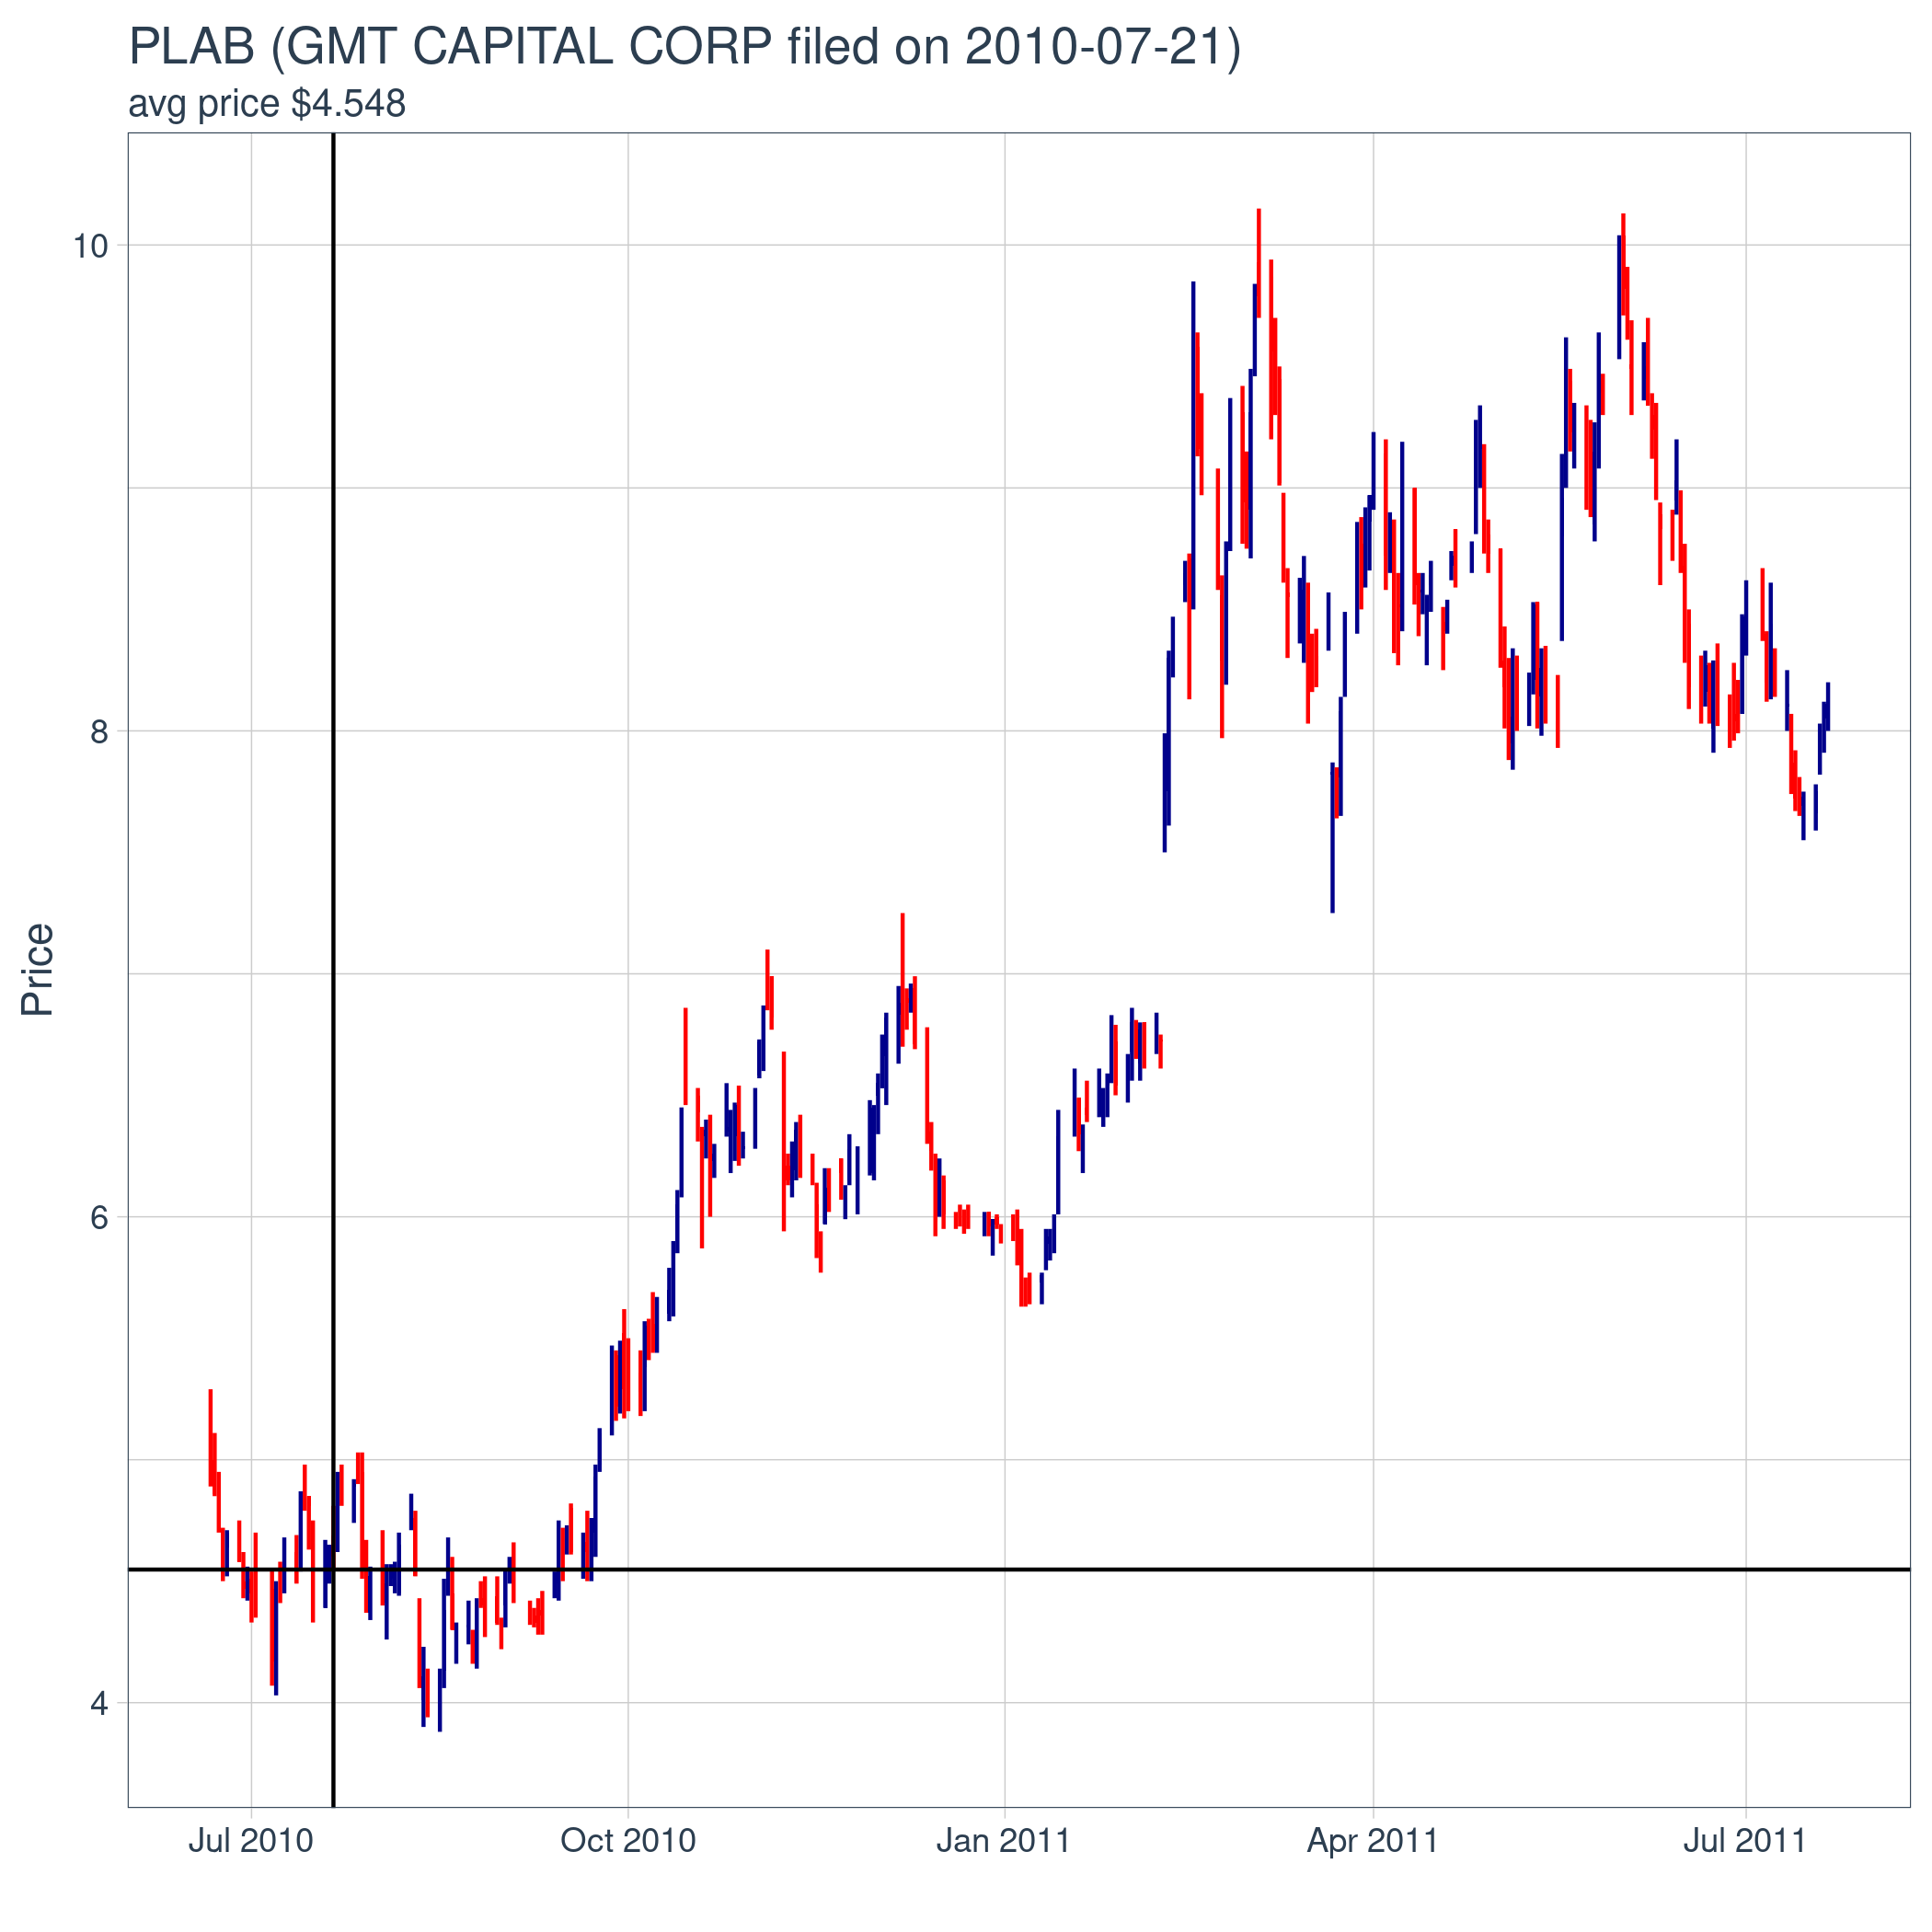 PLAB (GMT CAPITAL CORP filed on 2010-07-21)
avg price $4.548
10
8
6
4
Price
Jul 2010
Oct 2010
Jan 2011
Apr 2011
Jul 2011